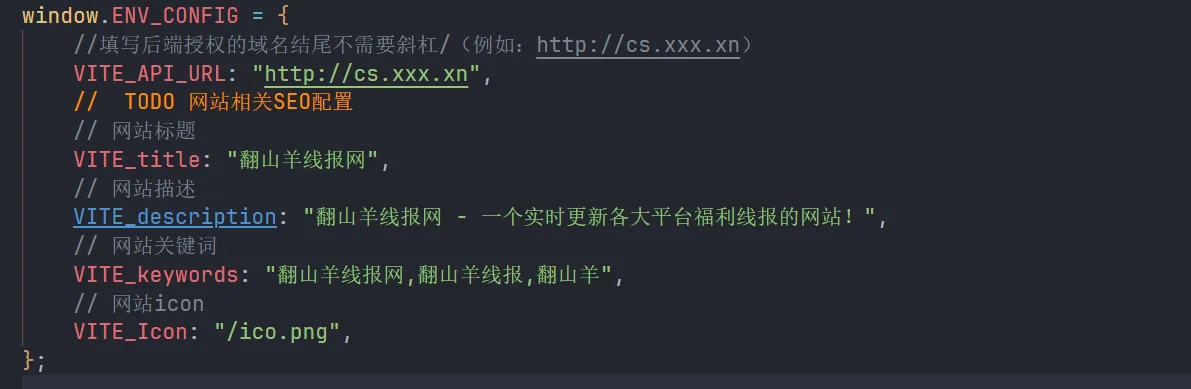 window.ENV_CONFIG = {
//填写后端授权的域名结尾不需要斜杠/（例如：http://cs.xxx.xn）
VITE_API_URL: "http://cs.xxx.xn",
//  TODO 网站相关SEO配置
// 网站标题
VITE_title: "翻山羊线报网",
// 网站描述
VITE_description: "翻山羊线报网 - 一个实时更新各大平台福利线报的网站！",
// 网站关键词
VITE_keywords: "翻山羊线报网,翻山羊线报,翻山羊",
// 网站icon
VITE_Icon: "/ico.png",
};